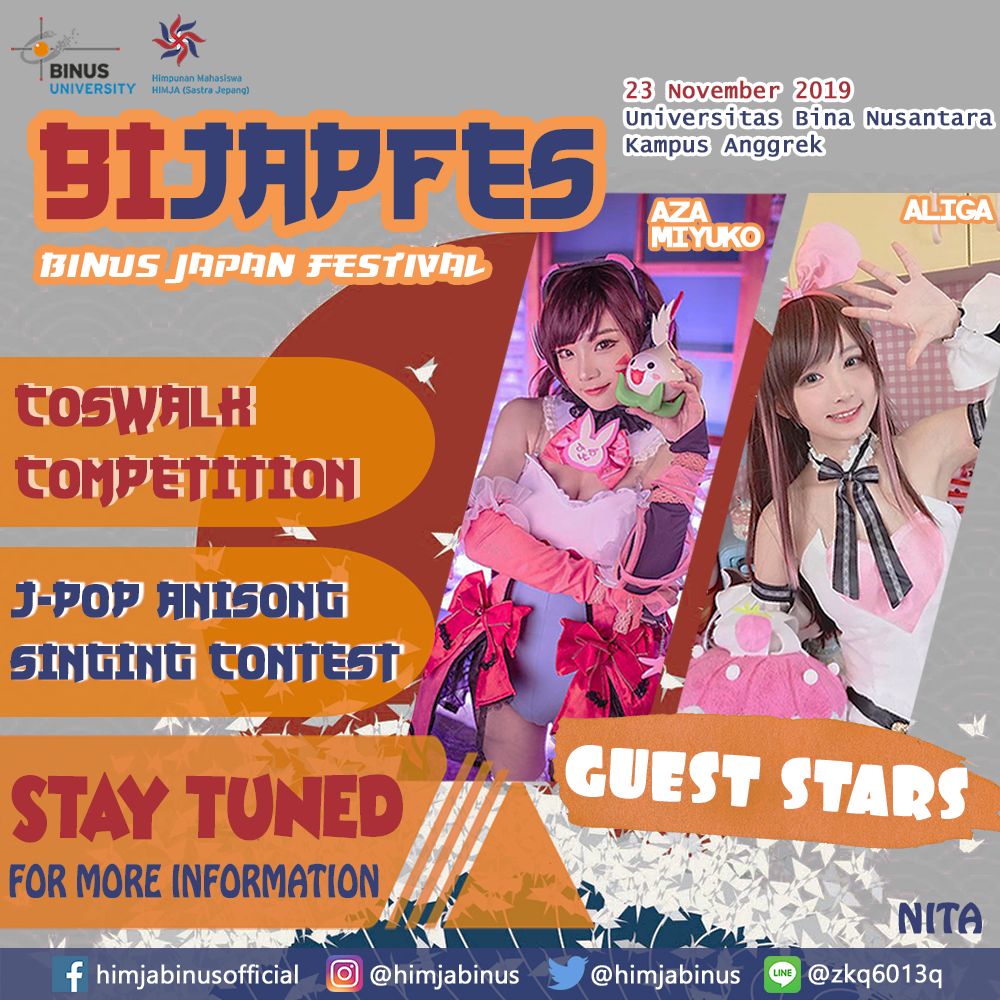 BINUS
UNIVERSITY
Himpunan Mahasiswa
HIMJA (Sastra Jepang)
23 November 2019
Universitas Bina Nusantara
Kampus Anggrek
BIJAPFES
BINUS JAPAN FESTIVAL
AZA
MIYUKO
ALIGA
COSWALK
COMPETITION
J-POP ANISONG
SINGING CONTEST
GUEST STARS
STAY TUNED
FOR MORE INFORMATION
NITA
himjabinusofficial
@himjabinus
@himjabinus
LINE
@zkq6013q